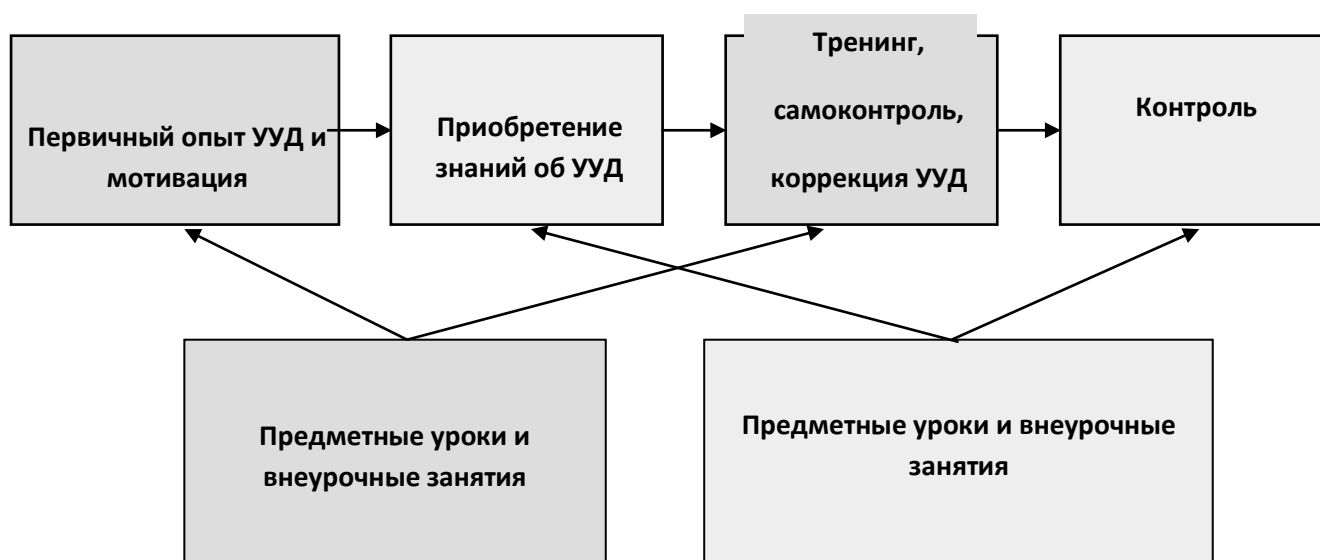 Первичный опыт УУД и
мотивация
Приобретение
знаний об УУД
Тренинг,
самоконтроль,
коррекция УУД
Контроль
Предметные уроки и
внеурочные занятия
Предметные уроки и внеурочные
занятия